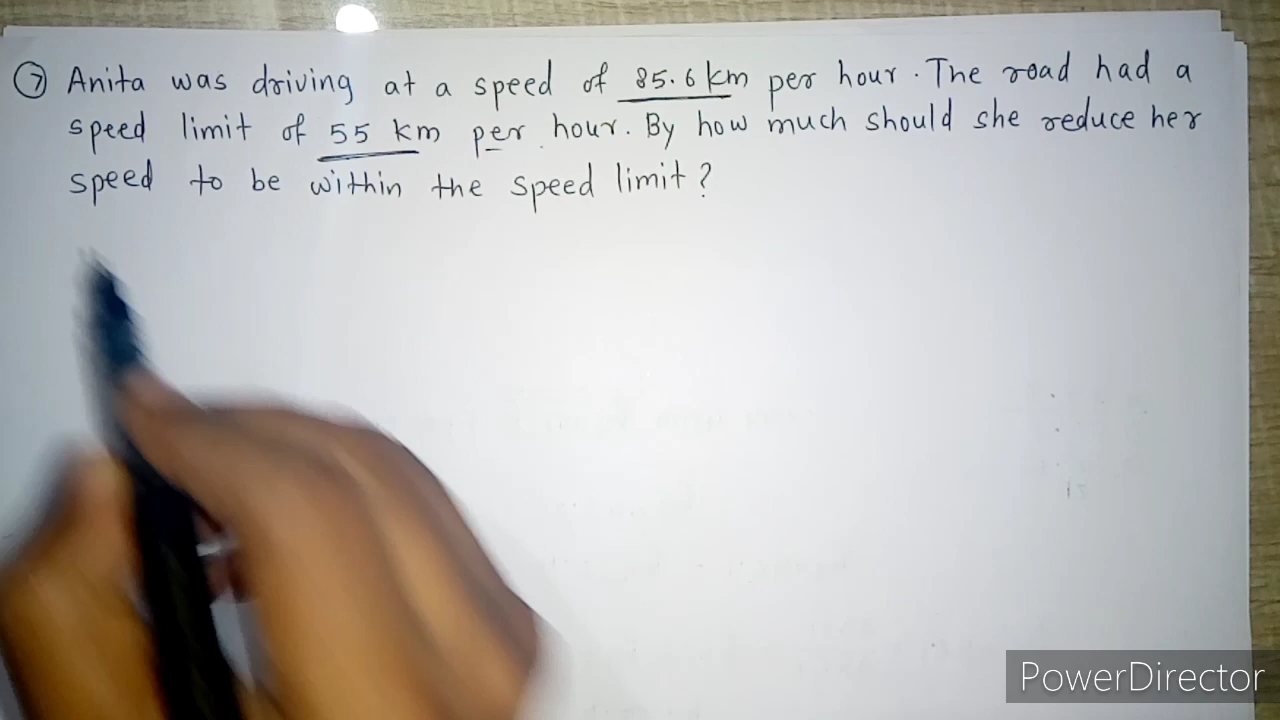 ⑦ Anita was driving at a speed of 85.6 km per hour. The road had a
speed limit of 55 km per hour. By how much should she reduce her
speed to be within the speed limit?
PowerDirector